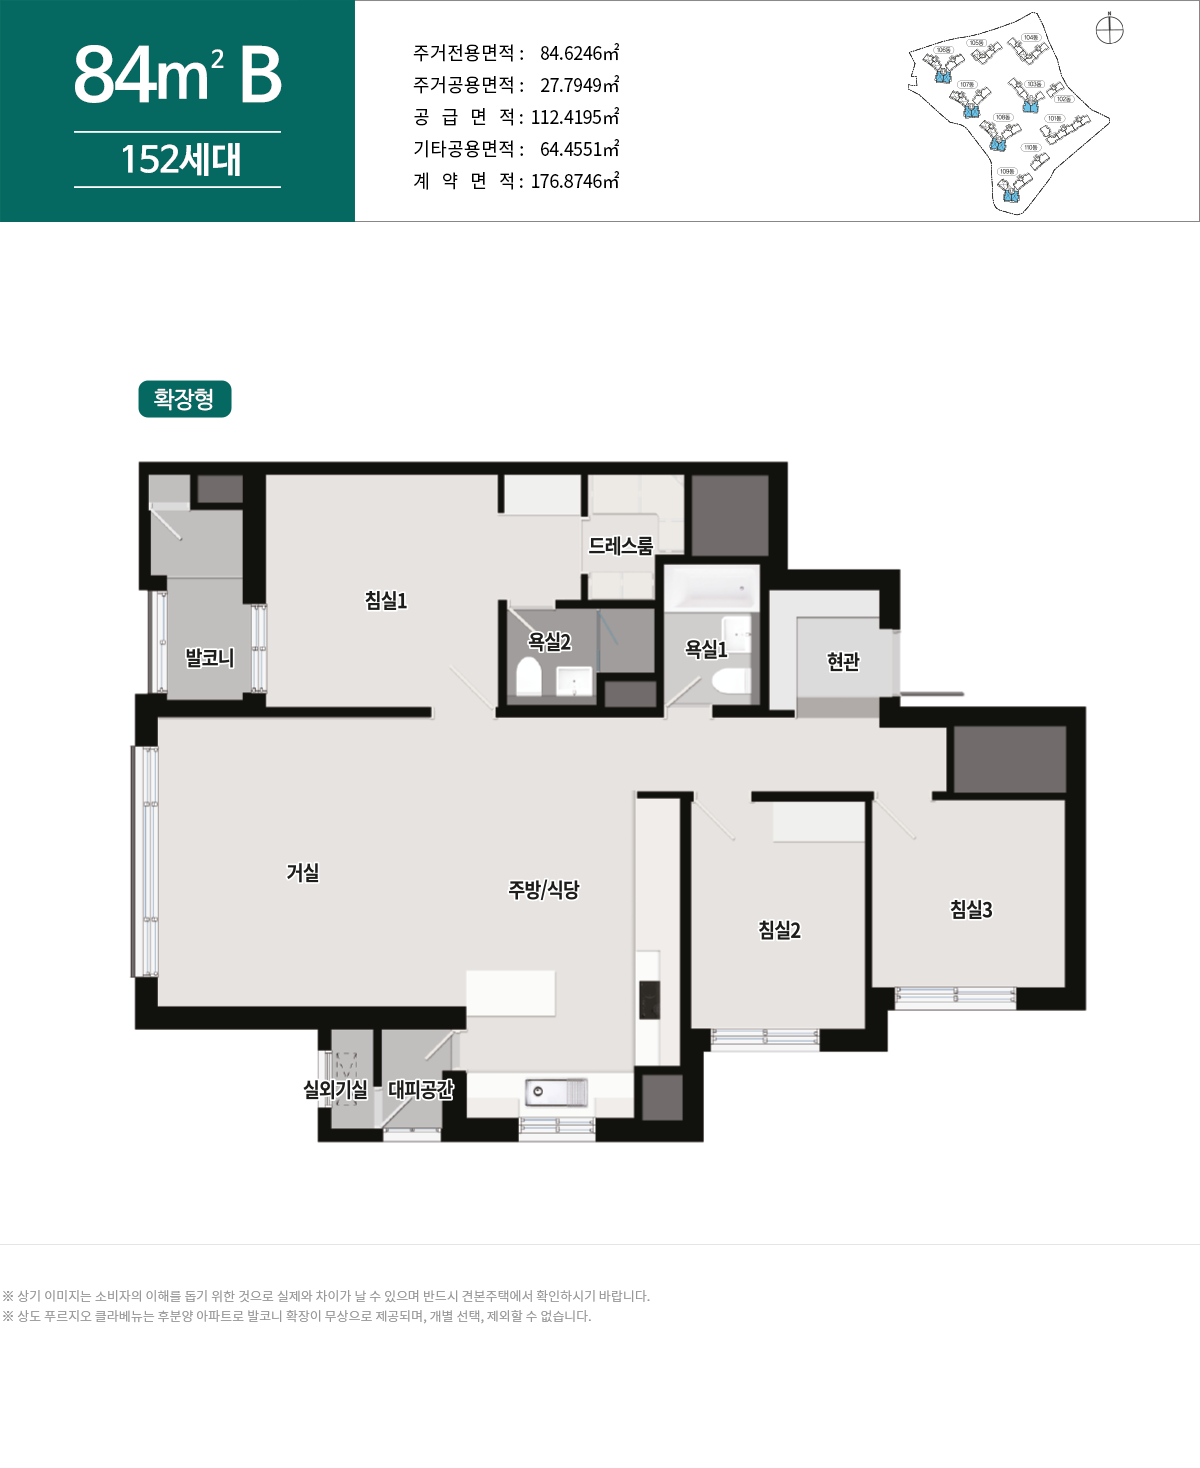 84m² B
152세대
주거전용면적 : 84.6246㎡
주거공용면적 : 27.7949㎡
공 급 면 적 : 112.4195㎡
기타공용면적 : 64.4551㎡
계 약 면 적 : 176.8746㎡
N
104동
105동
106동
107동
103동
102동
108동
101동
110동
109동
확장형
드레스룸
침실1
욕실2
욕실1
발코니
현관
거실
주방/식당
침실3
침실2
실외기실
대피공간
※ 상기 이미지는 소비자의 이해를 돕기 위한 것으로 실제와 차이가 날 수 있으며 반드시 견본주택에서 확인하시기 바랍니다.
※ 상도 푸르지오 클라베뉴는 후분양 아파트로 발코니 확장이 무상으로 제공되며, 개별 선택, 제외할 수 없습니다.